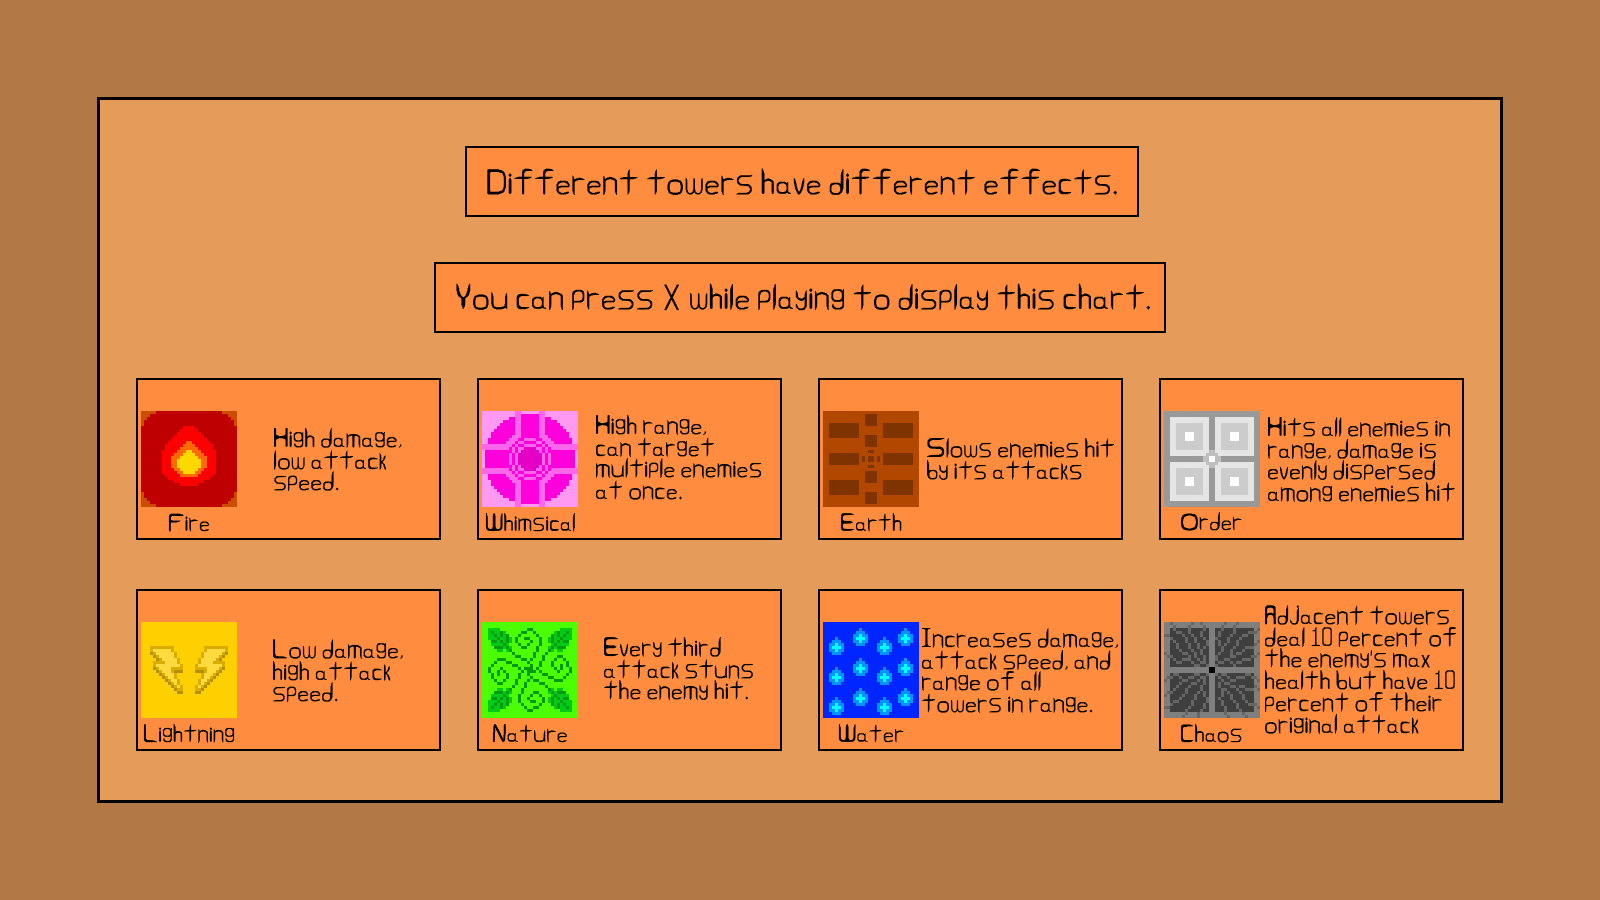 Different towers have different effects.
You can press X while playing to display this chart.
High damage,
low attack
speed.
Fire
High range,
can target
multiple enemies
at once.
Whimsical
Slows enemies hit
by its attacks
Earth
Hits all enemies in
range, damage is
evenly dispersed
among enemies hit
Order
Low damage,
high attack
speed.
Lightning
Every third
attack stuns
the enemy hit.
Nature
Increases damage,
attack speed, and
range of all
towers in range.
Water
Adjacent towers
deal 10 percent of
the enemy's max
health but have 10
percent of their
original attack
Chaos